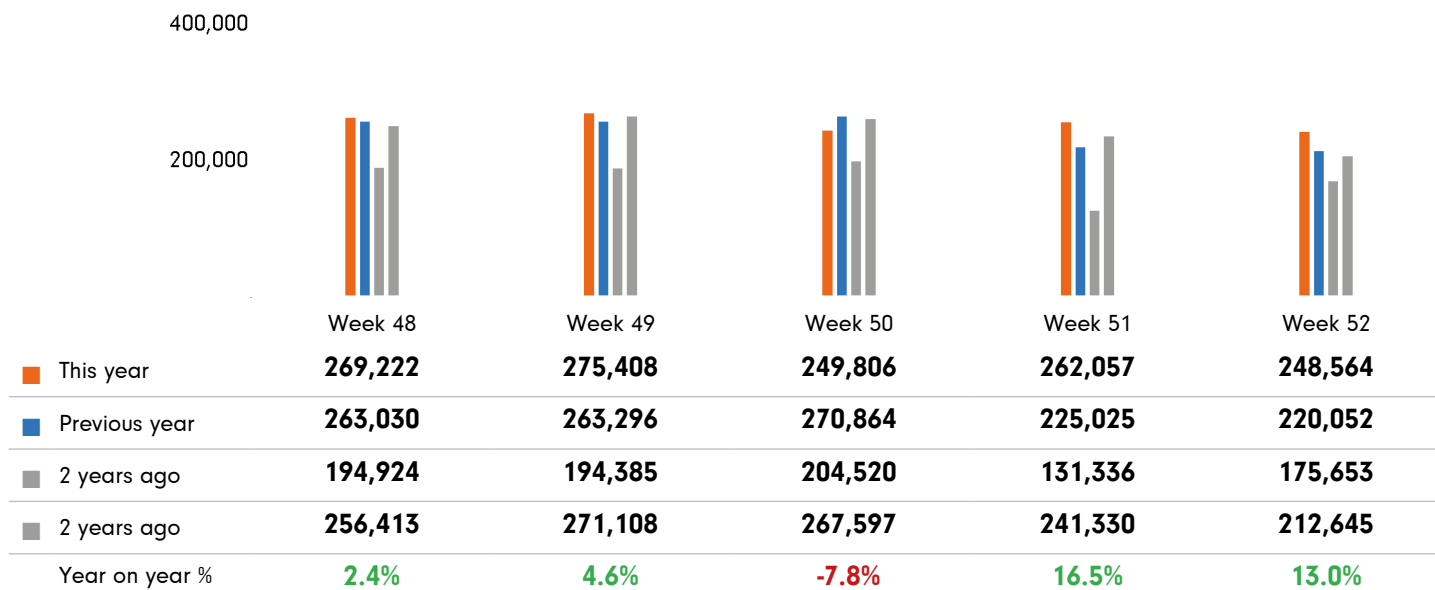 400,000
200,000
Week 48 Week 49 Week 50 Week 51 Week 52
This year 269,222 275,408 249,806 262,057 248,564
Previous year 263,030 263,296 270,864 225,025 220,052
2 years ago 194,924 194,385 204,520 131,336 175,653
2 years ago 256,413 271,108 267,597 241,330 212,645
Year on year % 2.4% 4.6% -7.8% 16.5% 13.0%